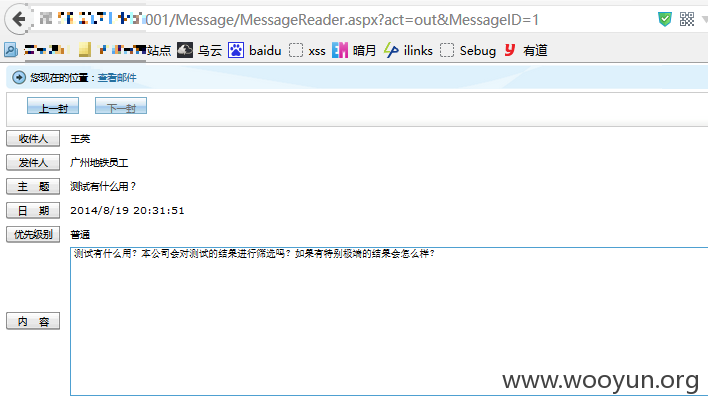 001/Message/MessageReader.aspx?act=out&MessageID=1
站点 乌云 baidu xss 暗月 ilinks Sebug 有道
您现在的位置：查看邮件
上一封 下一封
收件人 王英
发件人 广州地铁员工
主 题 测试有什么用？
日 期 2014/8/19 20:31:51
优先级别 普通
测试有什么用？本公司会对测试的结果进行筛选吗？如果有特别极端的结果会怎么样？
内 容
www.wooyun.org